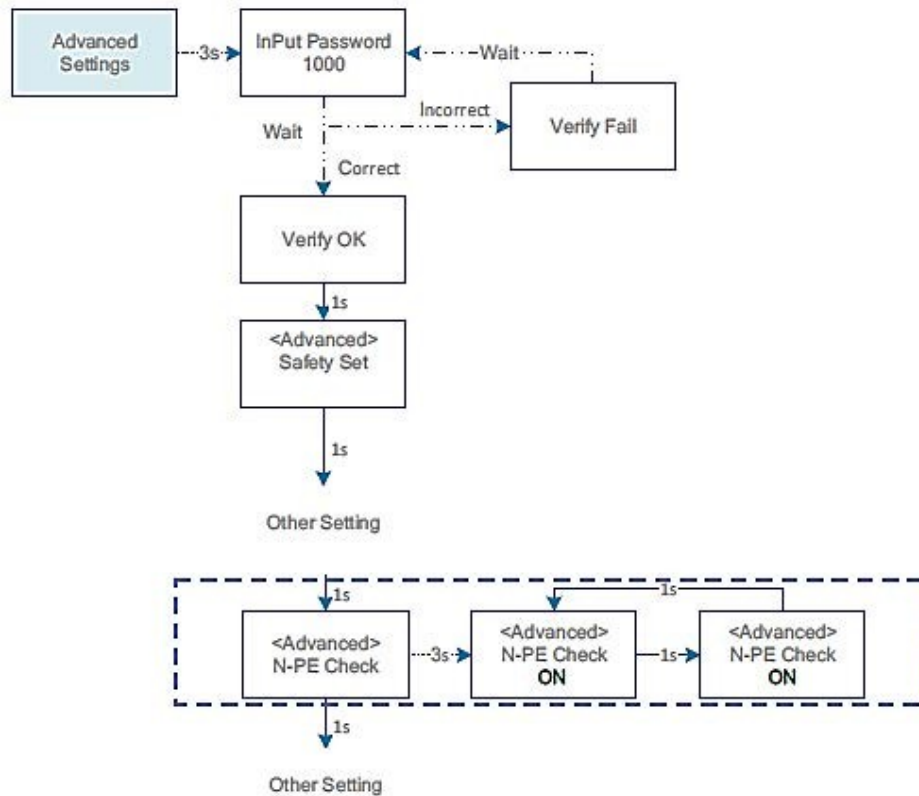 Advanced
Settings
3s
InPut Password
1000
Wait
Incorrect
Verify Fail
Wait
Correct
Verify OK
1s
<Advanced>
Safety Set
1s
Other Setting
1s
<Advanced>
N-PE Check
3s
<Advanced>
N-PE Check
ON
1s
1s
<Advanced>
N-PE Check
ON
1s
Other Setting